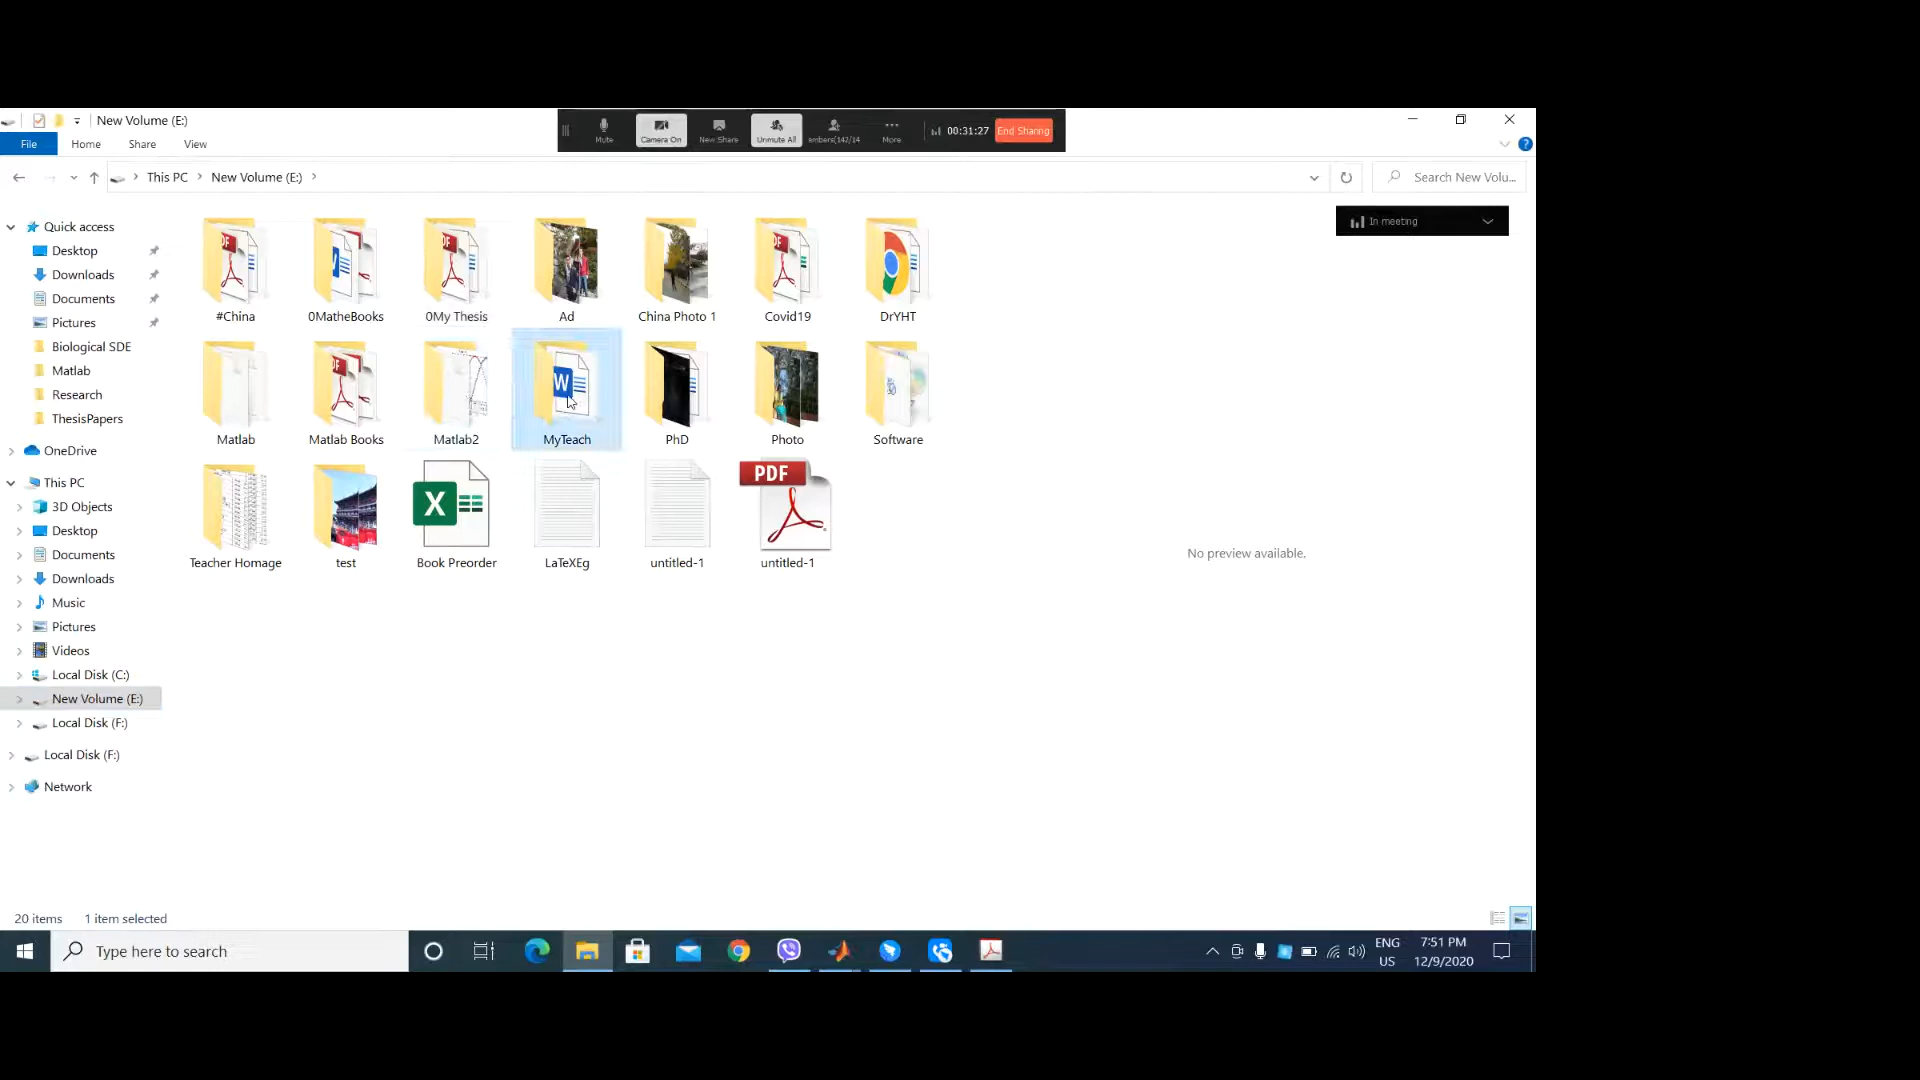 New Volume (E:)
Mute
Camera On
New Share
Unmute All
embers(142/14
More
00:31:27
End Sharing
File
Home
Share
View
This PC
New Volume (E:)
Search New Volu...
In meeting
Quick access
Desktop
Downloads
Documents
Pictures
Biological SDE
Matlab
Research
ThesisPapers
OneDrive
This PC
3D Objects
Desktop
Documents
Downloads
Music
Pictures
Videos
Local Disk (C:)
New Volume (E:)
Local Disk (F:)
Local Disk (F:)
Network
#China
0MatheBooks
0My Thesis
Ad
China Photo 1
Covid19
DrYHT
Matlab
Matlab Books
Matlab2
MyTeach
PhD
Photo
Software
PDF
Teacher Homage
test
Book Preorder
LaTeXEg
untitled-1
untitled-1
No preview available.
20 items
1 item selected
Type here to search
ENG
US
7:51 PM
12/9/2020